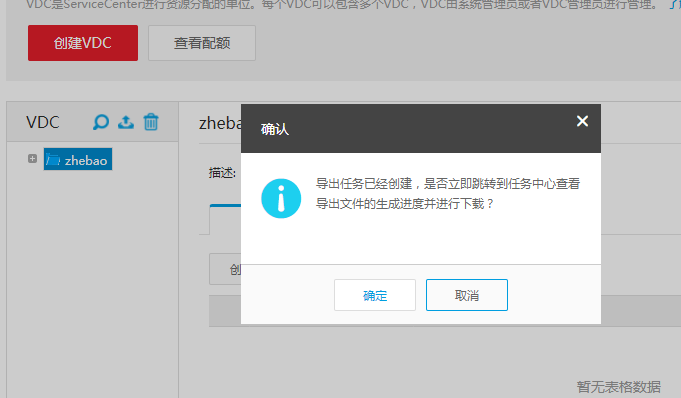 VDC是ServiceCenter进行资源分配的单位。每个VDC可以包含多个VDC，VDC由系统管理员或者VDC管理员进行管理。
创建VDC
查看配额
VDC
zheba
确认
zhebao
描述:
导出任务已经创建，是否立即跳转到任务中心查看
导出文件的生成进度并进行下载？
创
确定
取消
暂无表格数据